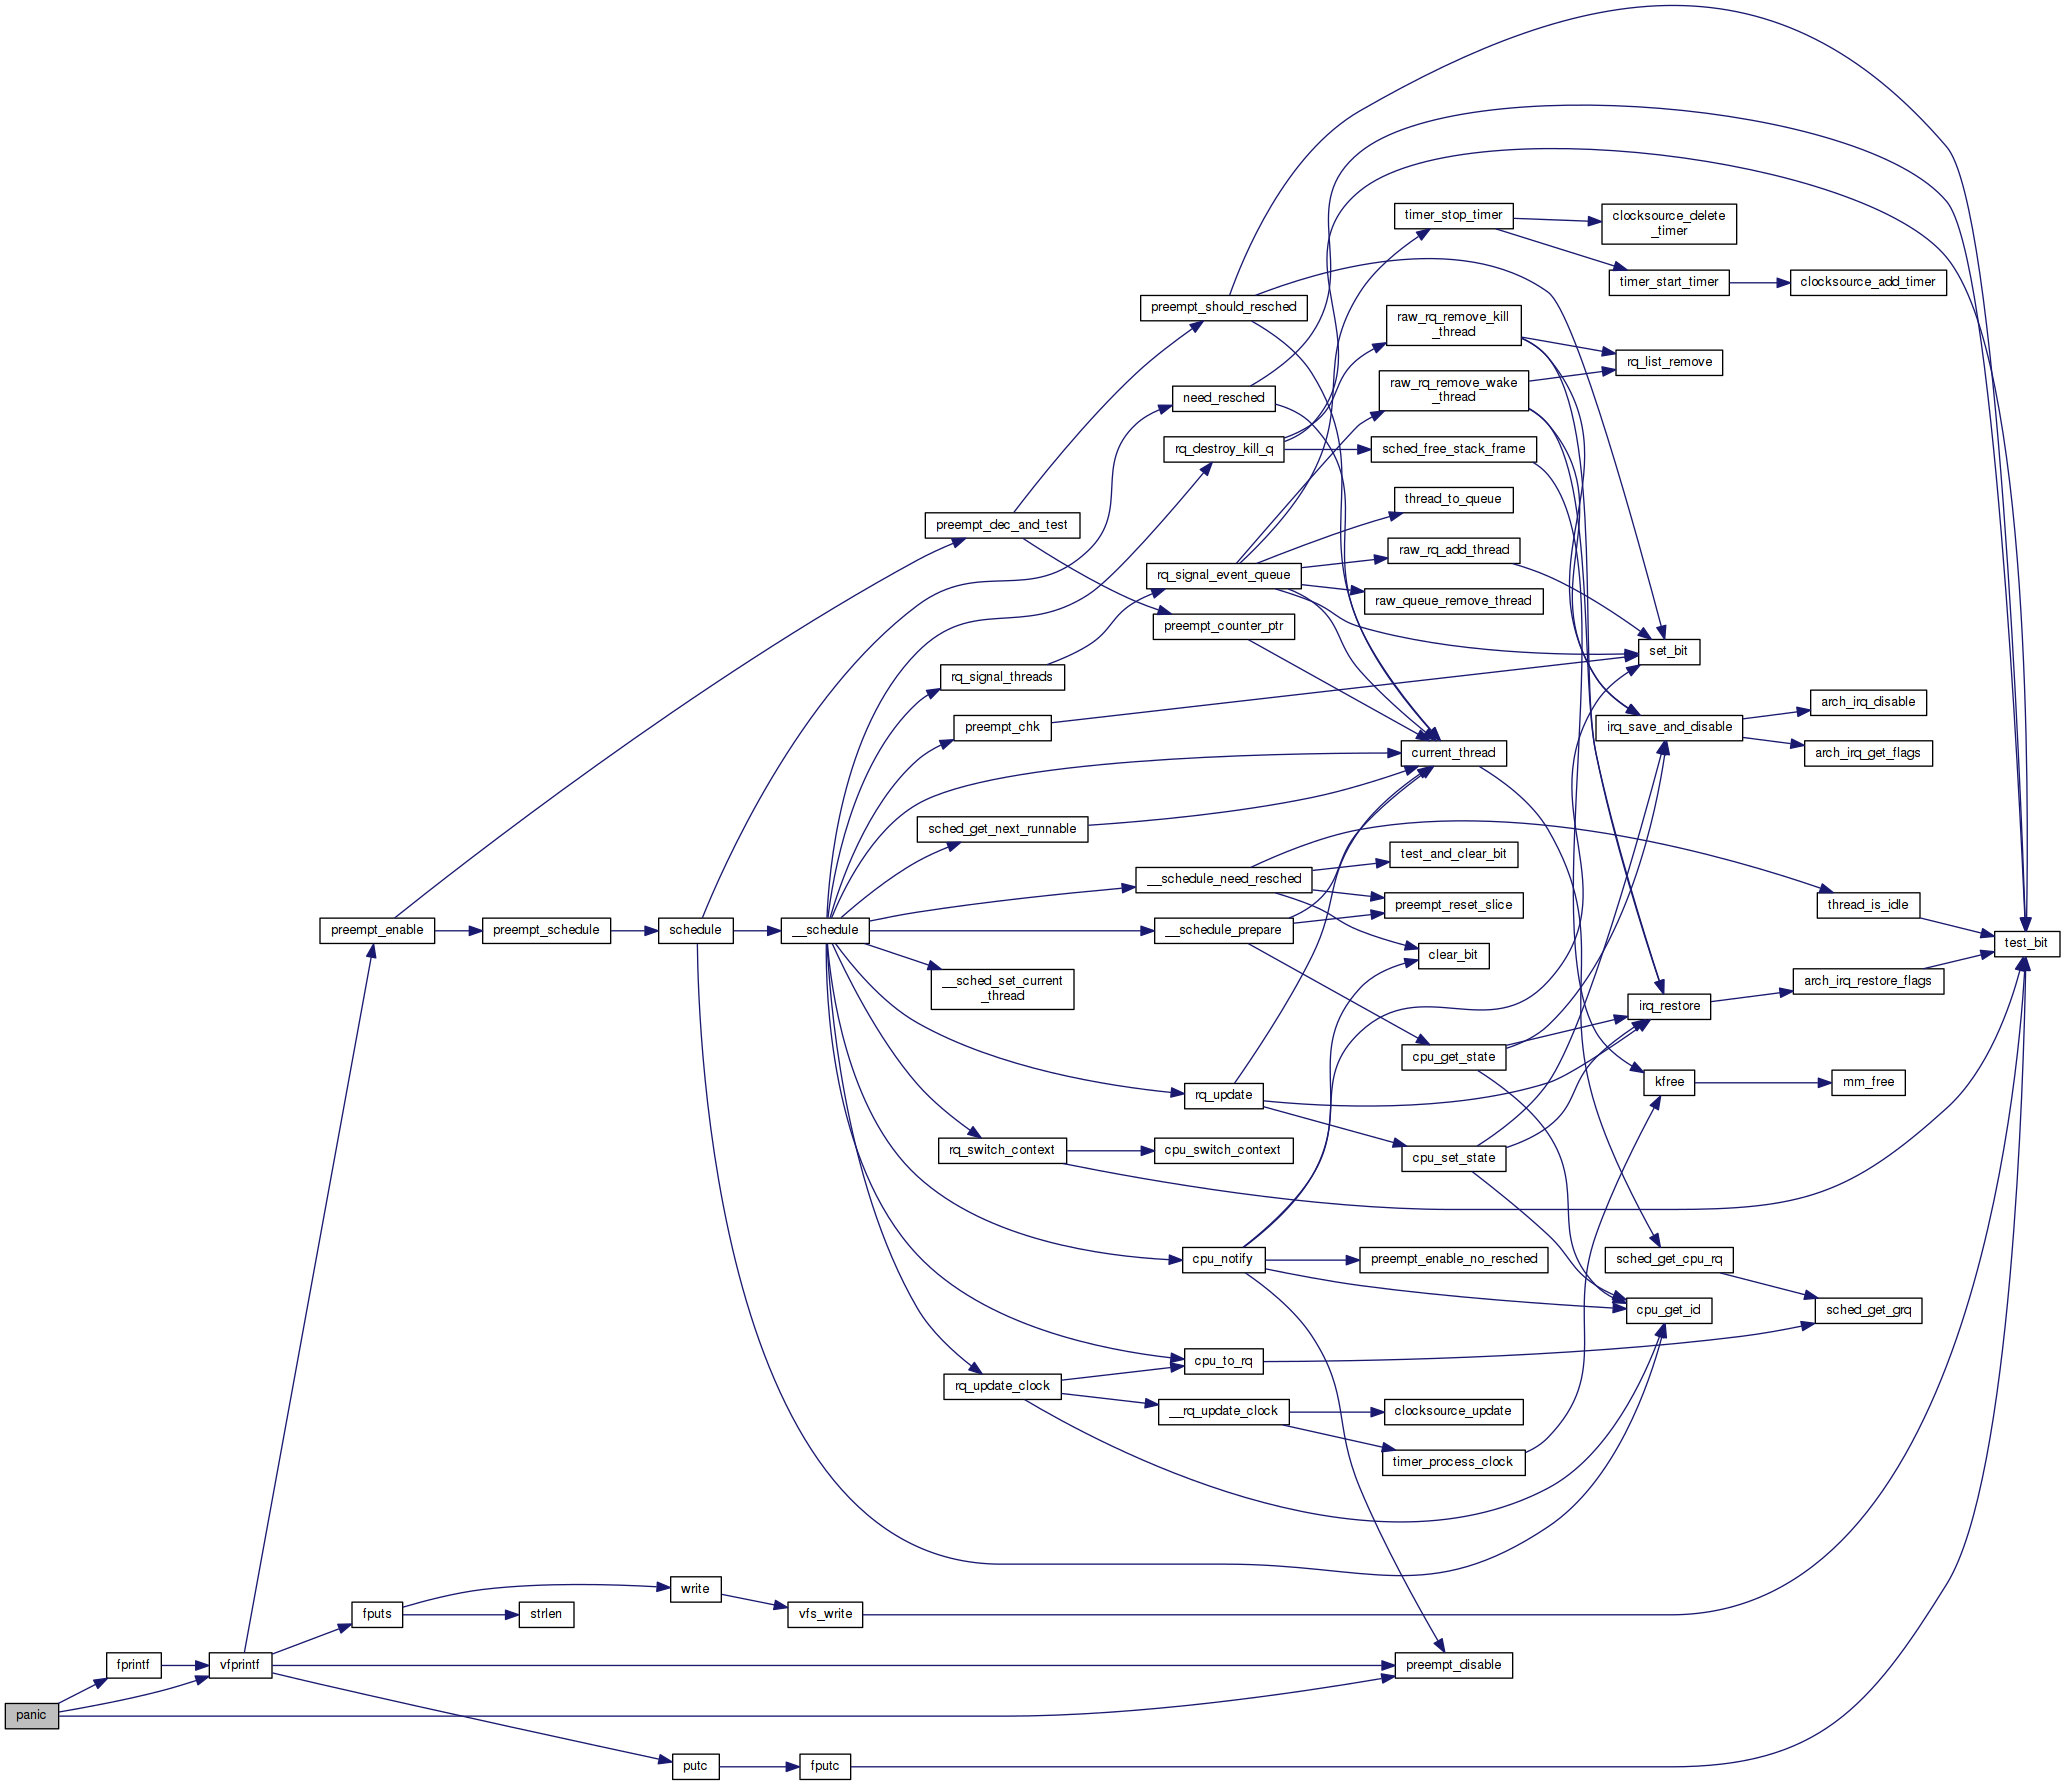 timer_stop_timer
clocksource_delete
_timer
timer_start_timer
clocksource_add_timer
preempt_should_resched
raw_rq_remove_kill
_thread
rq_list_remove
need_resched
raw_rq_remove_wake
_thread
rq_destroy_kill_q
sched_free_stack_frame
thread_to_queue
preempt_dec_and_test
raw_rq_add_thread
rq_signal_event_queue
raw_queue_remove_thread
preempt_counter_ptr
set_bit
rq_signal_threads
arch_irq_disable
preempt_chk
irq_save_and_disable
current_thread
arch_irq_get_flags
sched_get_next_runnable
test_and_clear_bit
__schedule_need_resched
preempt_reset_slice
thread_is_idle
preempt_enable
preempt_schedule
schedule
__schedule
__schedule_prepare
test_bit
clear_bit
__sched_set_current
_thread
arch_irq_restore_flags
irq_restore
cpu_get_state
kfree
mm_free
rq_update
rq_switch_context
cpu_switch_context
cpu_set_state
cpu_notify
preempt_enable_no_resched
sched_get_cpu_rq
cpu_get_id
sched_get_grq
cpu_to_rq
rq_update_clock
__rq_update_clock
clocksource_update
timer_process_clock
write
fputs
strlen
vfs_write
fprintf
vfprintf
preempt_disable
panic
putc
fputc